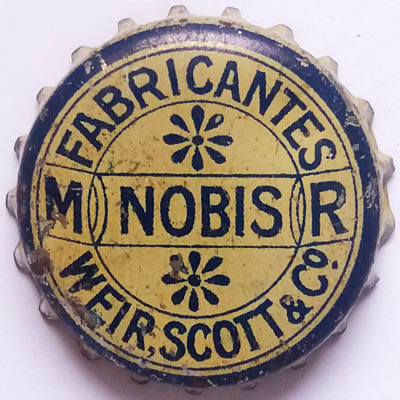 FABRICANTES
M NOBIS R
WEIR, SCOTT & Co